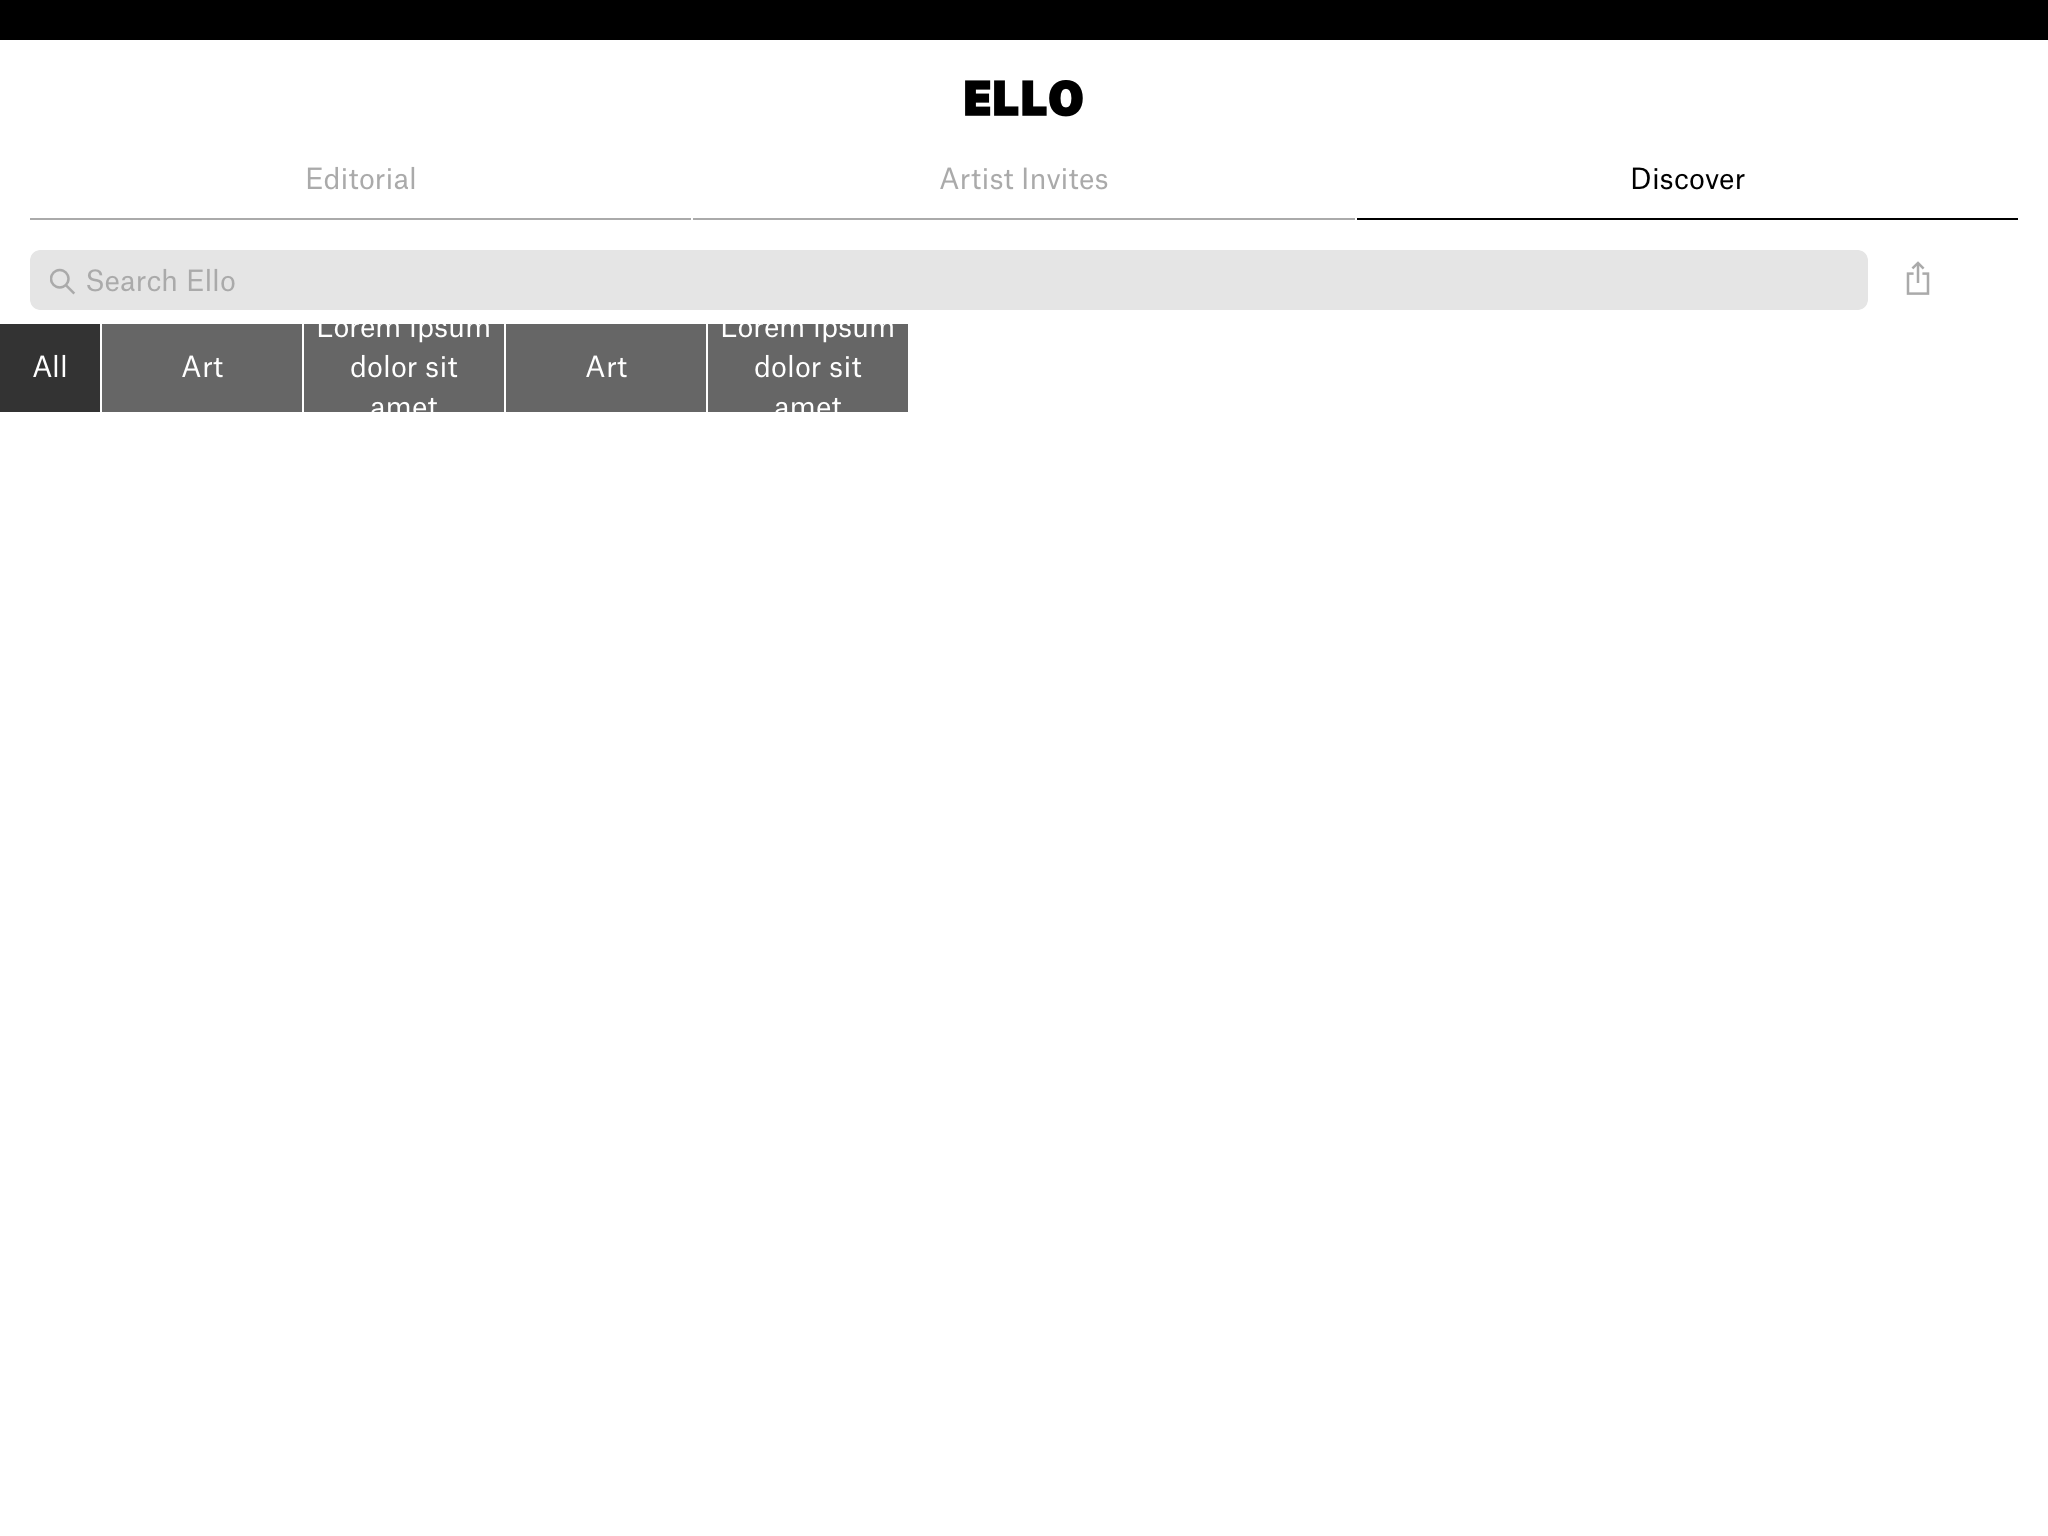 ELLO
Editorial
Artist Invites
Discover
Search Ello
All
Art
Lorem ipsum
dolor sit
amet
Art
Lorem ipsum
dolor sit
amet